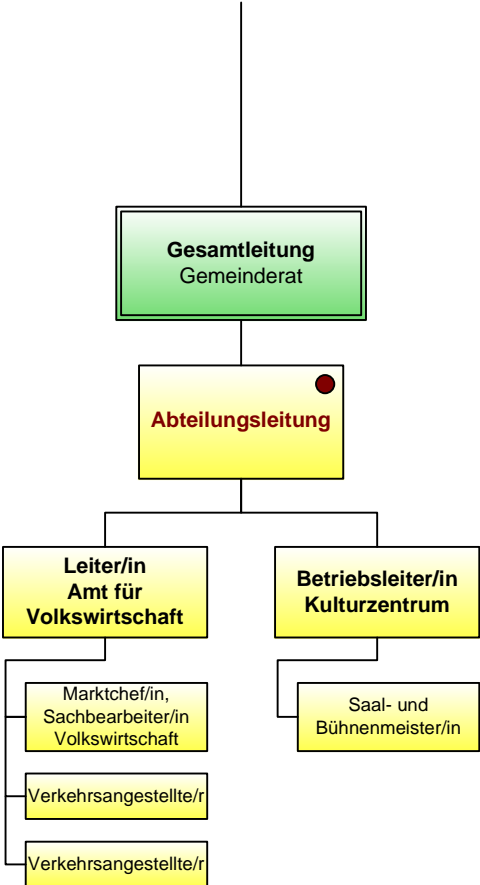 Gesamtleitung
Gemeinderat
Abteilungsleitung
Leiter/in
Amt für
Volkswirtschaft
Betriebsleiter/in
Kulturzentrum
Marktchef/in,
Sachbearbeiter/in
Volkswirtschaft
Saal- und
Bühnenmeister/in
Verkehrsangestellte/r
Verkehrsangestellte/r